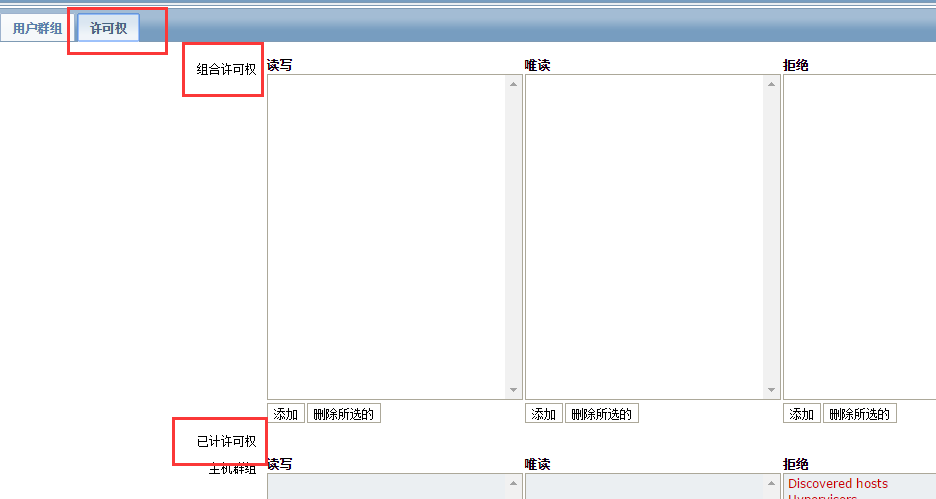 用户群组 许可权
组合许可权 读写 唯读 拒绝
添加 删除所选的 添加 删除所选的 添加 删除所选的
已计许可权
主机群组 读写 唯读 拒绝
Discovered hosts
Hypervisors